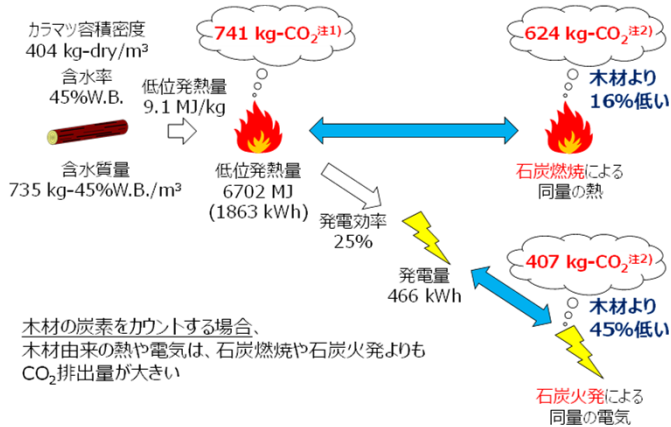 カラマツ容積密度
404 kg-dry/m³
含水率
45%W.B.
含水質量
735 kg-45%W.B./m³
低位発熱量
9.1 MJ/kg
741 kg-CO₂注1)
低位発熱量
6702 MJ
(1863 kWh)
発電効率
25%
発電量
466 kWh
624 kg-CO₂注2)
木材より
16%低い
石炭燃焼による
同量の熱
407 kg-CO₂注2)
木材より
45%低い
石炭火発による
同量の電気
木材の炭素をカウントする場合、
木材由来の熱や電気は、石炭燃焼や石炭火発よりも
CO₂排出量が大きい